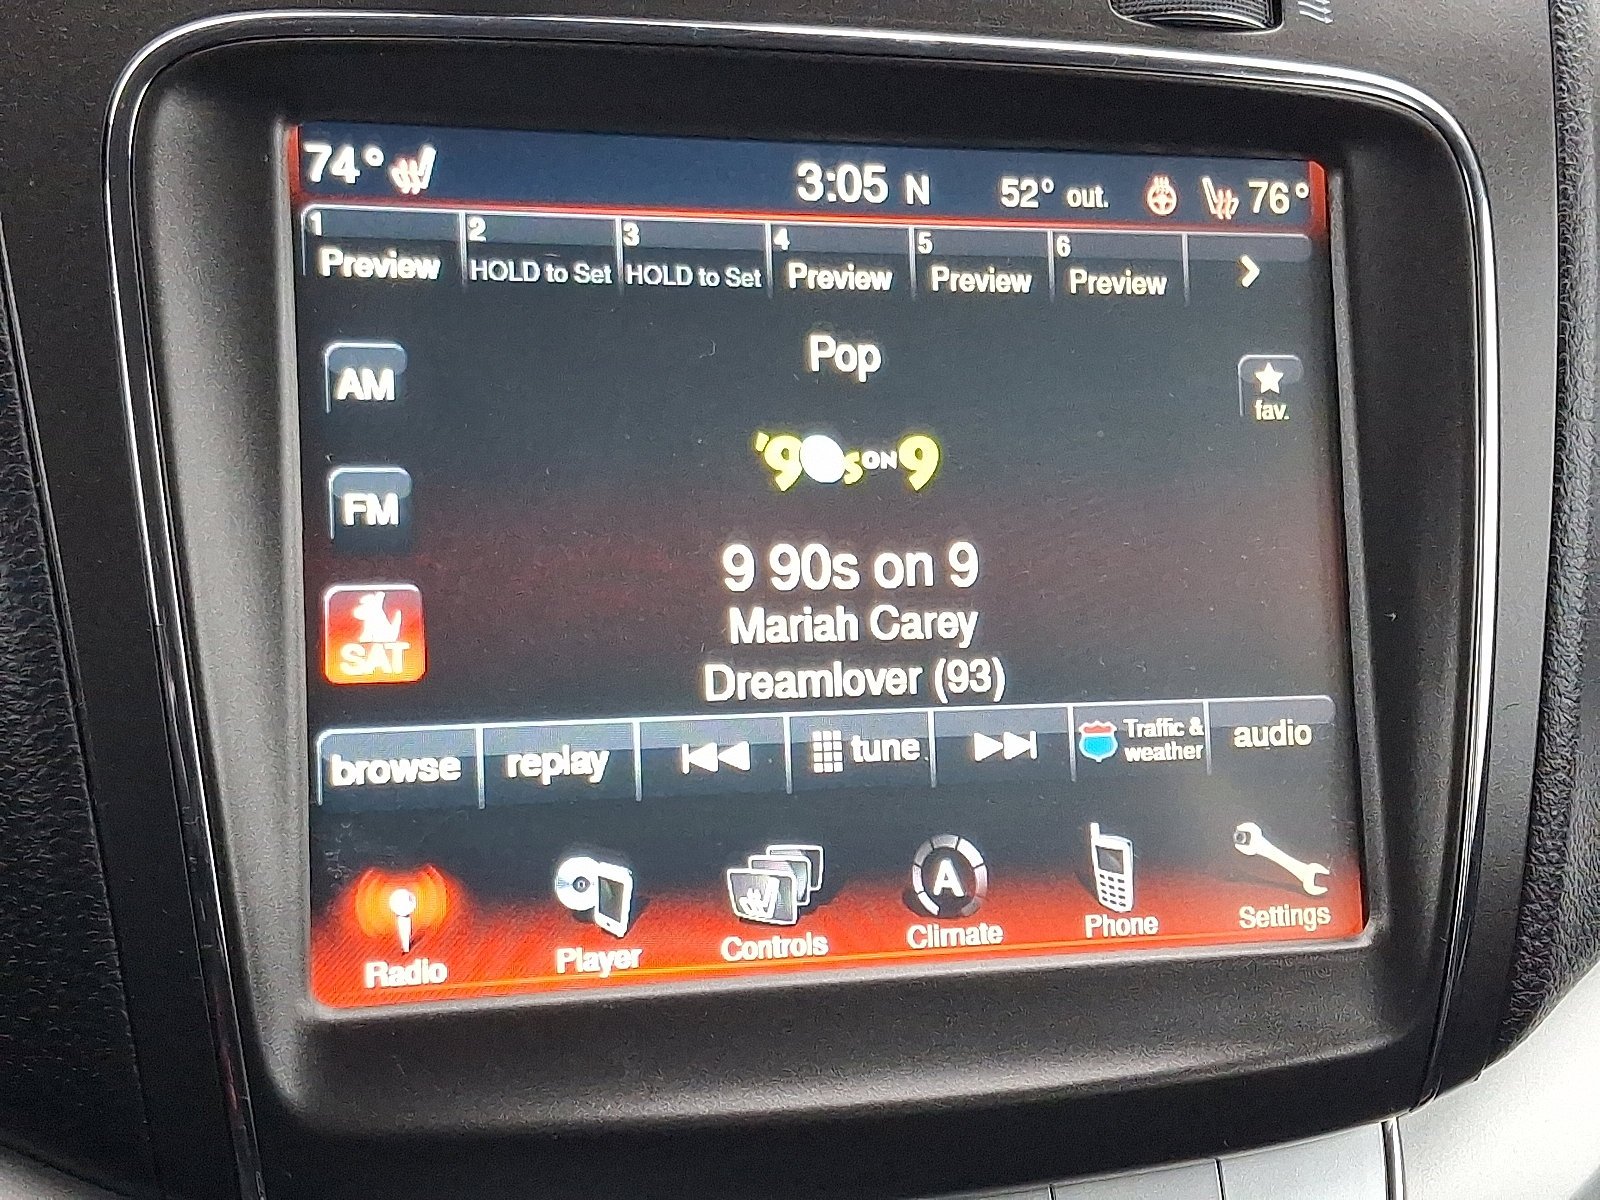 74° 3:05 N 52° out. 76°
1 2 3 4 5 6
Preview HOLD to Set HOLD to Set Preview Preview Preview
Pop
AM
fav.
'90s ON 9
FM
9 90s on 9
Mariah Carey
SAT
Dreamlover (93)
browse replay tune Traffic & weather audio
A
Radio Player Controls Climate Phone Settings